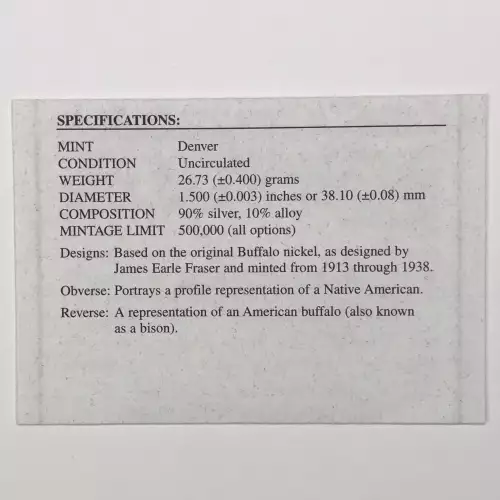 SPECIFICATIONS:
MINT Denver
CONDITION Uncirculated
WEIGHT 26.73 (±0.400) grams
DIAMETER 1.500 (±0.003) inches or 38.10 (±0.08) mm
COMPOSITION 90% silver, 10% alloy
MINTAGE LIMIT 500,000 (all options)
Designs: Based on the original Buffalo nickel, as designed by
James Earle Fraser and minted from 1913 through 1938.
Obverse: Portrays a profile representation of a Native American.
Reverse: A representation of an American buffalo (also known
as a bison).